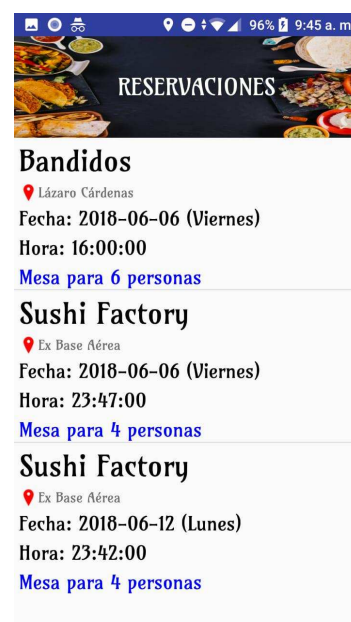 96% 9:45 a. m
RESERVACIONES
Bandidos
Lázaro Cárdenas
Fecha: 2018-06-06 (Viernes)
Hora: 16:00:00
Mesa para 6 personas
Sushi Factory
Ex Base Aérea
Fecha: 2018-06-06 (Viernes)
Hora: 23:47:00
Mesa para 4 personas
Sushi Factory
Ex Base Aérea
Fecha: 2018-06-12 (Lunes)
Hora: 23:42:00
Mesa para 4 personas